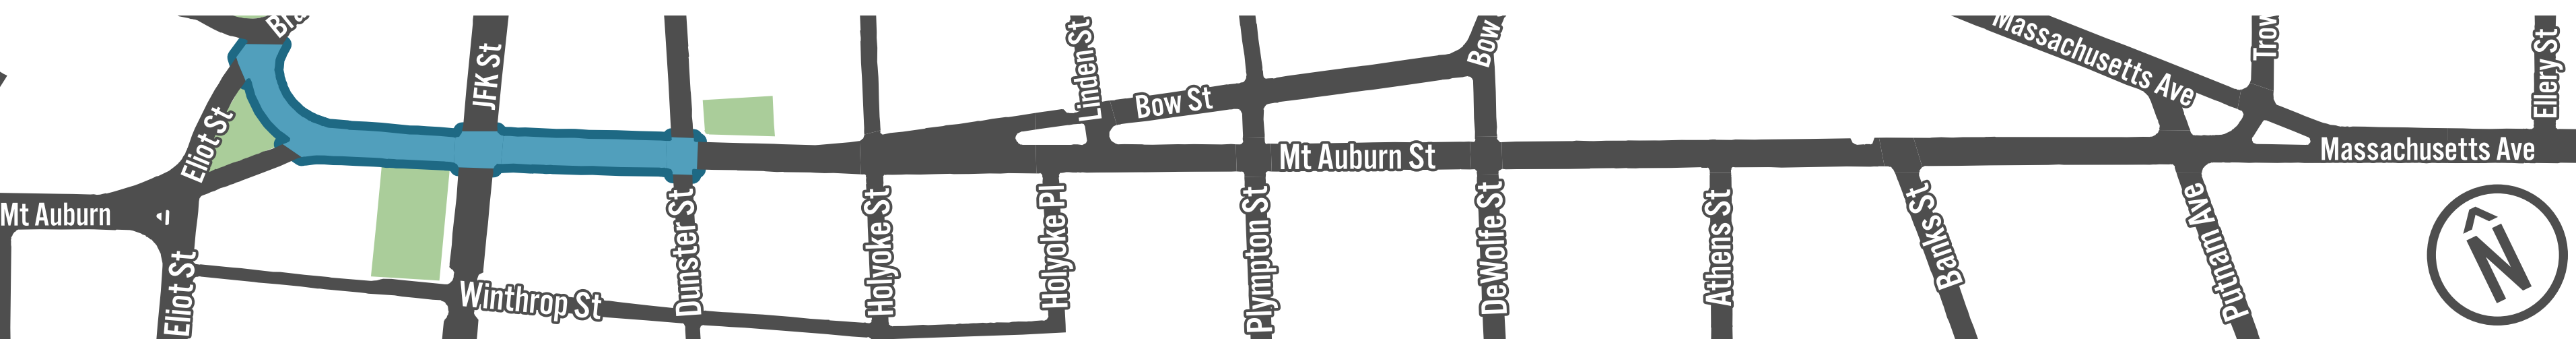 Bra
JFK St
Linden St
Bow
Massachusetts Ave
Trow
Ellery St
Eliot St
Bow St
Mt Auburn St
Massachusetts Ave
Mt Auburn
Eliot St
Winthrop St
Dunster St
Holyoke St
Holyoke Pl
Plympton St
DeWolfe St
Athens St
Banks St
Putnam Ave
N